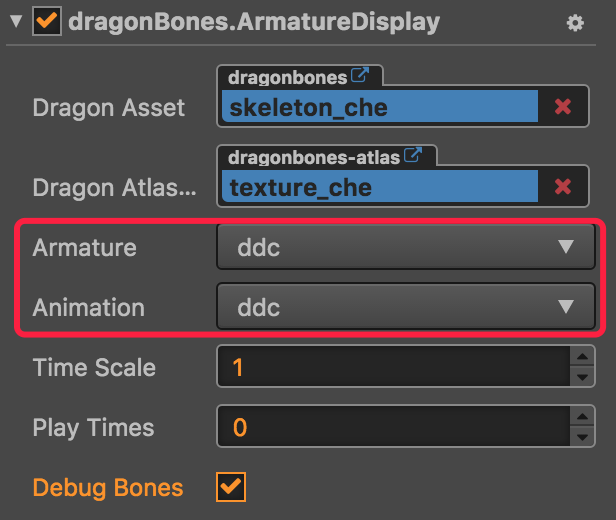 dragonBones.ArmatureDisplay
dragonbones
Dragon Asset skeleton_che
dragonbones-atlas
Dragon Atlas... texture_che
Armature ddc
Animation ddc
Time Scale 1
Play Times 0
Debug Bones